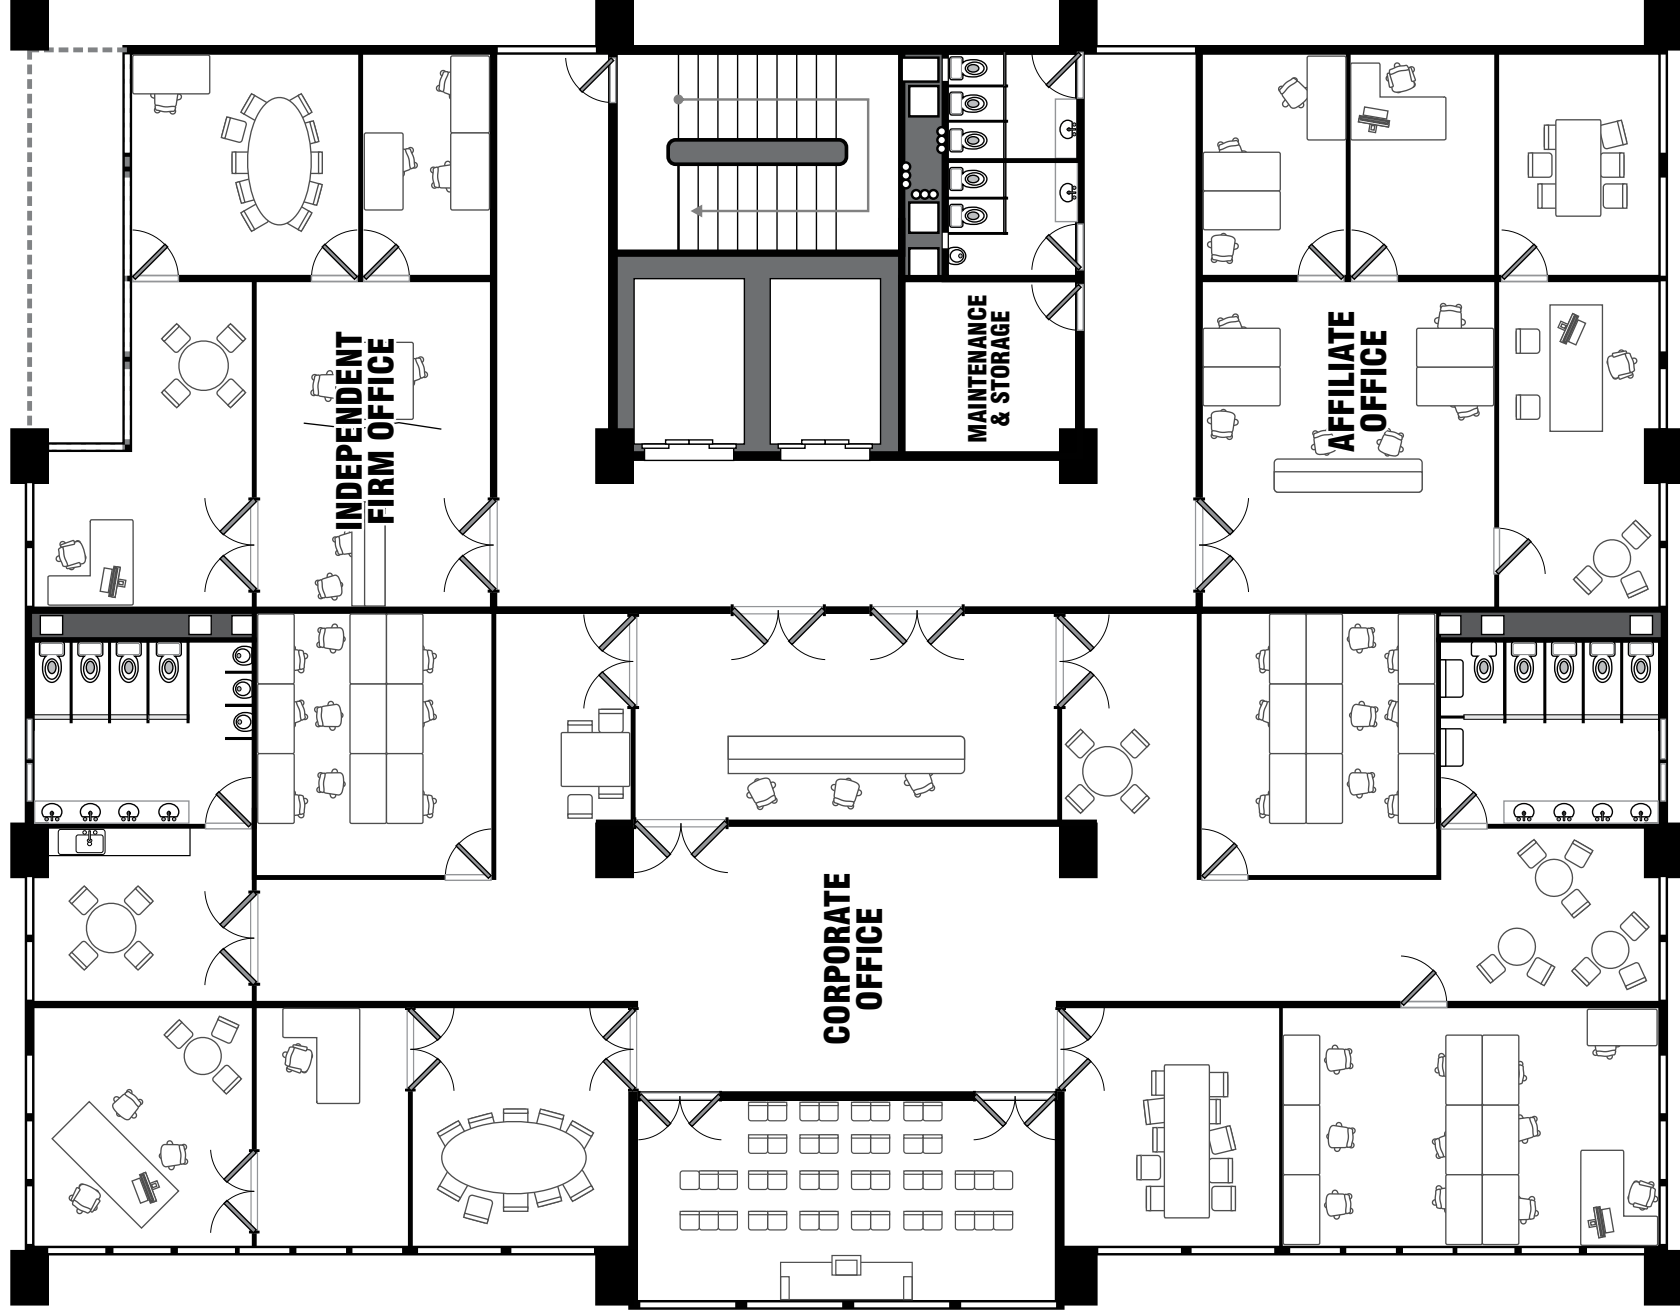 INDEPENDENT
FIRM OFFICE
MAINTENANCE
& STORAGE
AFFILIATE
OFFICE
CORPORATE
OFFICE